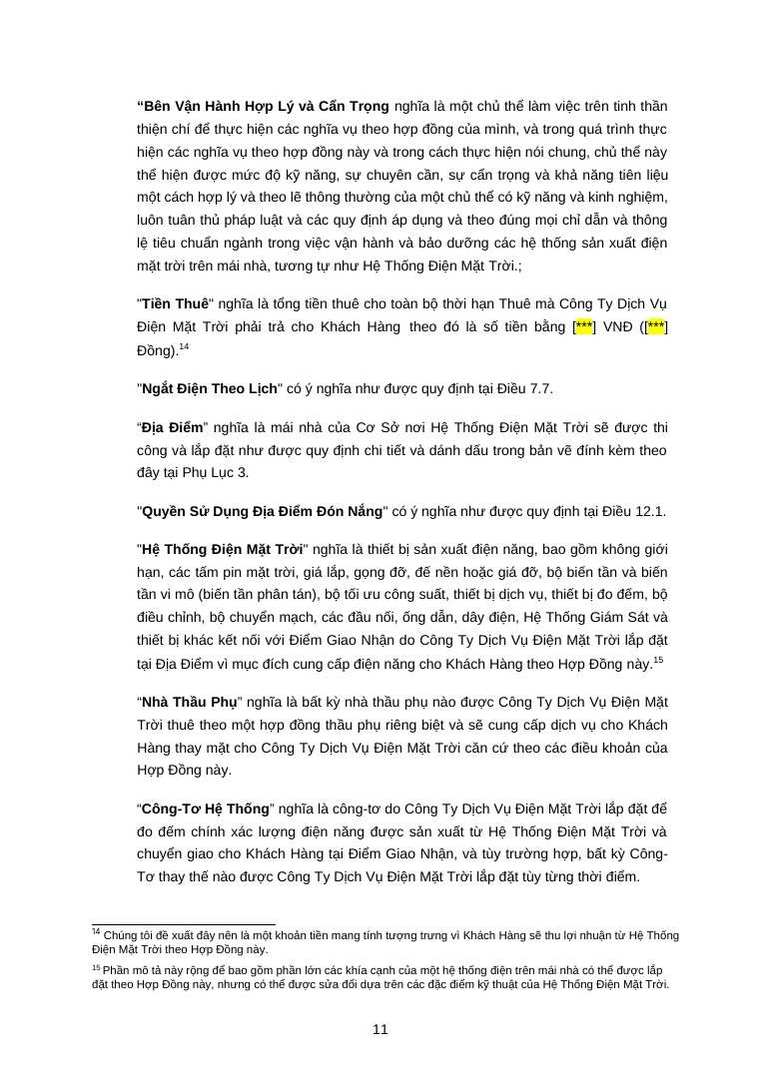 “Bên Vận Hành Hợp Lý và Cẩn Trọng nghĩa là một chủ thể làm việc trên tinh thần
thiện chí để thực hiện các nghĩa vụ theo hợp đồng của mình, và trong quá trình thực
hiện các nghĩa vụ theo hợp đồng này và trong cách thực hiện nói chung, chủ thể này
thể hiện được mức độ kỹ năng, sự chuyên cần, sự cẩn trọng và khả năng tiên liệu
một cách hợp lý và theo lẽ thông thường của một chủ thể có kỹ năng và kinh nghiệm,
luôn tuân thủ pháp luật và các quy định áp dụng và theo đúng mọi chỉ dẫn và thông
lệ tiêu chuẩn ngành trong việc vận hành và bảo dưỡng các hệ thống sản xuất điện
mặt trời trên mái nhà, tương tự như Hệ Thống Điện Mặt Trời.;
"Tiền Thuê" nghĩa là tổng tiền thuê cho toàn bộ thời hạn Thuê mà Công Ty Dịch Vụ
Điện Mặt Trời phải trả cho Khách Hàng theo đó là số tiền bằng [***] VNĐ ([***]
Đồng).14
"Ngắt Điện Theo Lịch" có ý nghĩa như được quy định tại Điều 7.7.
“Địa Điểm” nghĩa là mái nhà của Cơ Sở nơi Hệ Thống Điện Mặt Trời sẽ được thi
công và lắp đặt như được quy định chi tiết và dánh dấu trong bản vẽ đính kèm theo
đây tại Phụ Lục 3.
"Quyền Sử Dụng Địa Điểm Đón Nắng" có ý nghĩa như được quy định tại Điều 12.1.
"Hệ Thống Điện Mặt Trời" nghĩa là thiết bị sản xuất điện năng, bao gồm không giới
hạn, các tấm pin mặt trời, giá lắp, gọng đỡ, đế nền hoặc giá đỡ, bộ biến tần và biến
tần vi mô (biến tần phân tán), bộ tối ưu công suất, thiết bị dịch vụ, thiết bị đo đếm, bộ
điều chỉnh, bộ chuyển mạch, các đầu nối, ống dẫn, dây điện, Hệ Thống Giám Sát và
thiết bị khác kết nối với Điểm Giao Nhận do Công Ty Dịch Vụ Điện Mặt Trời lắp đặt
tại Địa Điểm vì mục đích cung cấp điện năng cho Khách Hàng theo Hợp Đồng này.15
“Nhà Thầu Phụ” nghĩa là bất kỳ nhà thầu phụ nào được Công Ty Dịch Vụ Điện Mặt
Trời thuê theo một hợp đồng thầu phụ riêng biệt và sẽ cung cấp dịch vụ cho Khách
Hàng thay mặt cho Công Ty Dịch Vụ Điện Mặt Trời căn cứ theo các điều khoản của
Hợp Đồng này.
“Công-Tơ Hệ Thống” nghĩa là công-tơ do Công Ty Dịch Vụ Điện Mặt Trời lắp đặt để
đo đếm chính xác lượng điện năng được sản xuất từ Hệ Thống Điện Mặt Trời và
chuyển giao cho Khách Hàng tại Điểm Giao Nhận, và tùy trường hợp, bất kỳ Công-
Tơ thay thế nào được Công Ty Dịch Vụ Điện Mặt Trời lắp đặt tùy từng thời điểm.
14 Chúng tôi đề xuất đây nên là một khoản tiền mang tính tượng trưng vì Khách Hàng sẽ thu lợi nhuận từ Hệ Thống
Điện Mặt Trời theo Hợp Đồng này.
15 Phần mô tả này rộng để bao gồm phần lớn các khía cạnh của một hệ thống điện trên mái nhà có thể được lắp
đặt theo Hợp Đồng này, nhưng có thể được sửa đổi dựa trên các đặc điểm kỹ thuật của Hệ Thống Điện Mặt Trời.
11